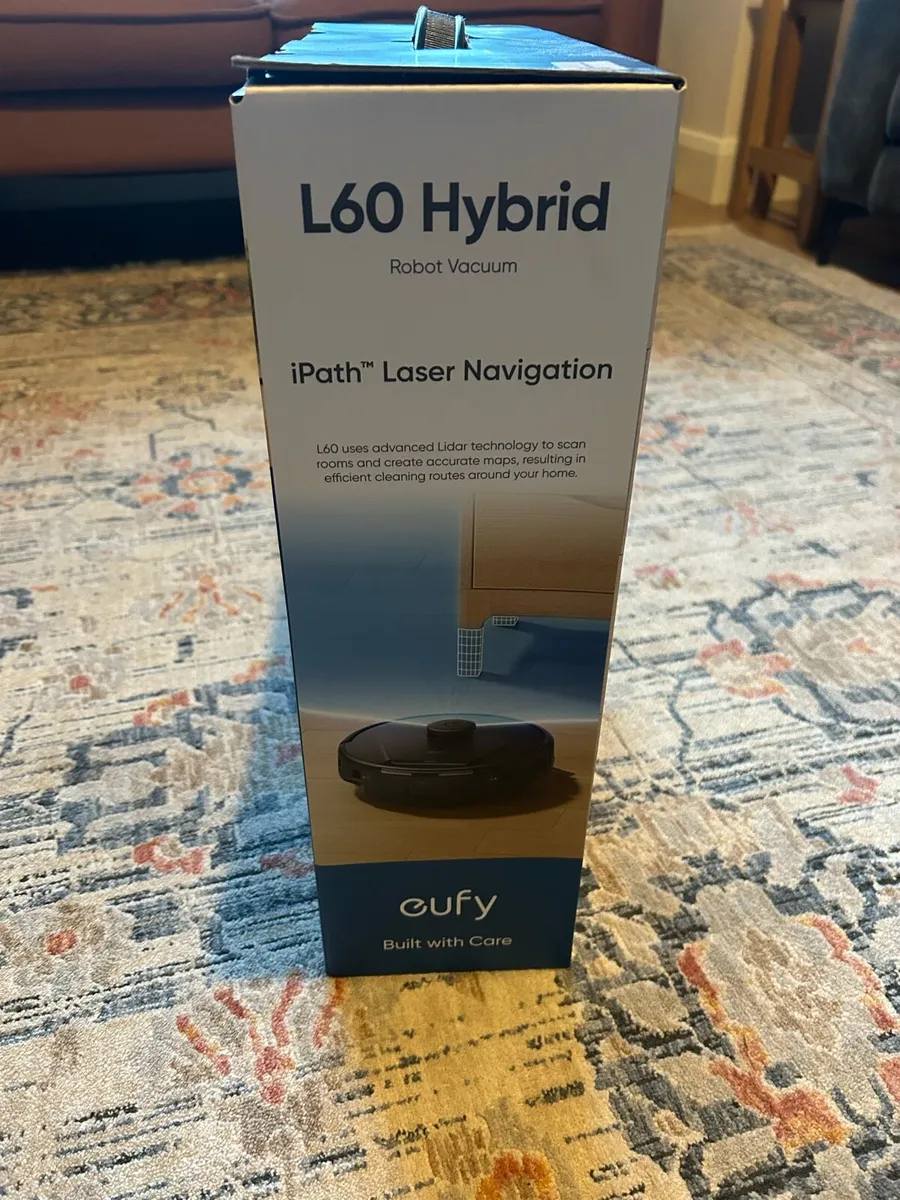 L60 Hybrid
Robot Vacuum
iPath™ Laser Navigation
L60 uses advanced Lidar technology to scan
rooms and create accurate maps, resulting in
efficient cleaning routes around your home.
eufy
Built with Care